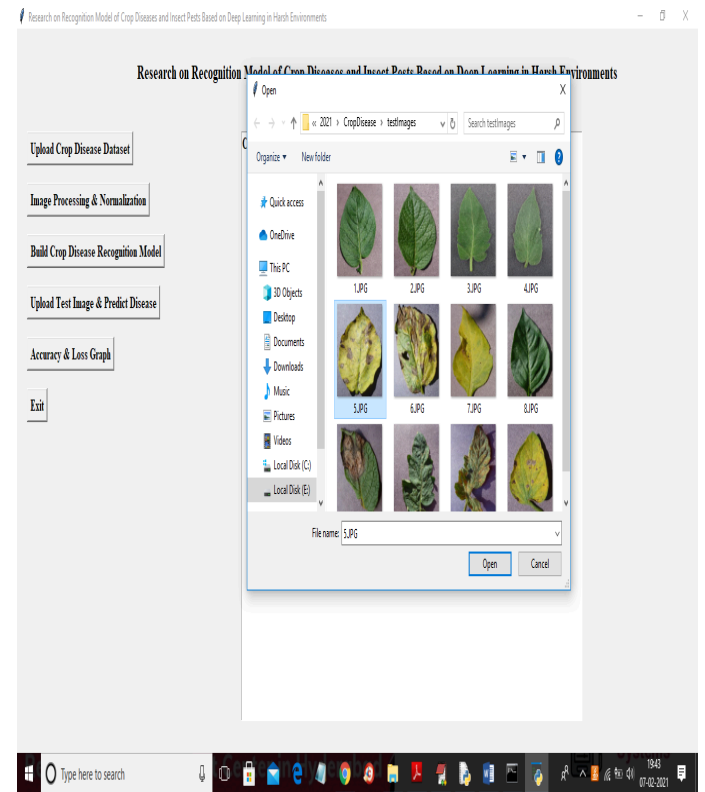 Research on Recognition Model of Crop Diseases and Insect Pests Based on Deep Learning in Harsh Environments
Research on Recognition Model of Crop Diseases and Insect Pests Based on Deep Learning in Harsh Environments
Open
« 2021 › CropDisease › testImages
Search testImages
Organize
New folder
Upload Crop Disease Dataset
Image Processing & Normalization
Build Crop Disease Recognition Model
Upload Test Image & Predict Disease
Accuracy & Loss Graph
Exit
Quick access
OneDrive
This PC
3D Objects
Desktop
Documents
Downloads
Music
Pictures
Videos
Local Disk (C:)
Local Disk (E:)
1.JPG 2.JPG 3.JPG 4.JPG
5.JPG 6.JPG 7.JPG 8.JPG
File name: 5.JPG
Open Cancel
Type here to search
19:43
07-02-2021